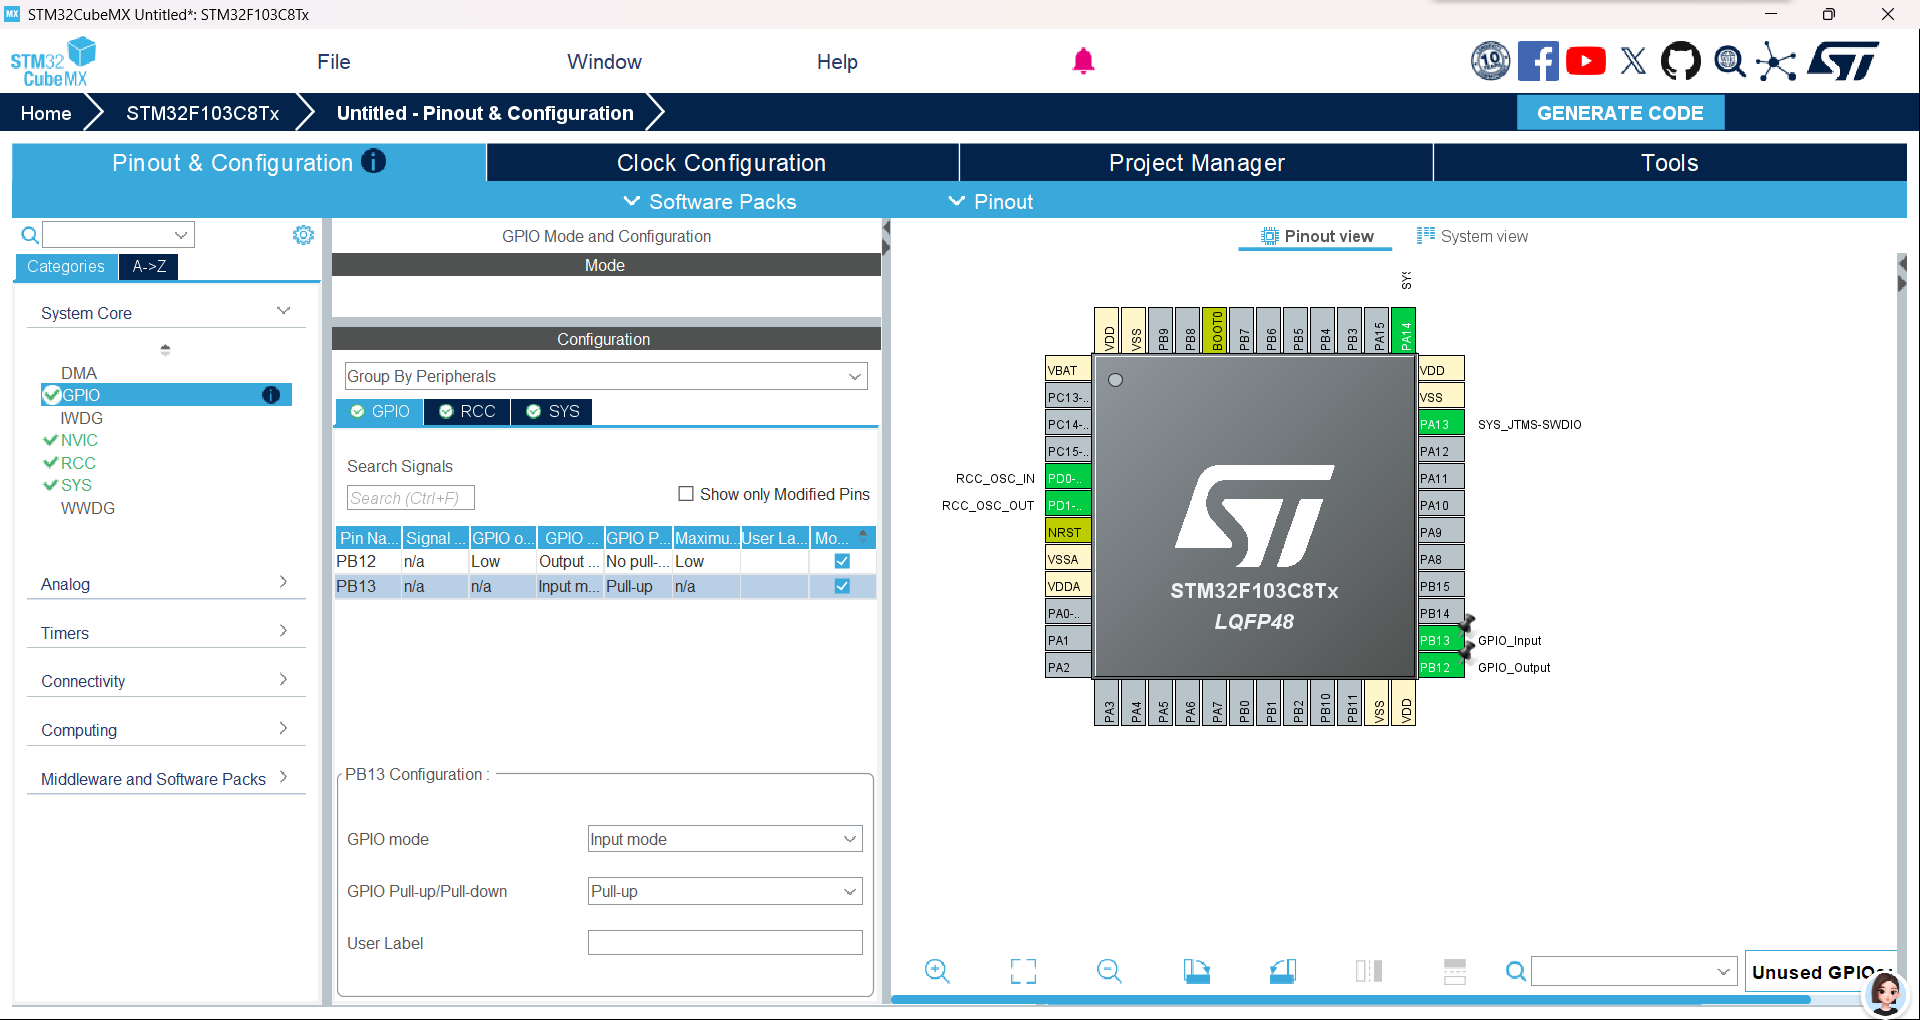 STM32CubeMX Untitled*: STM32F103C8Tx
STM32 CubeMX
File
Window
Help
Home
STM32F103C8Tx
Untitled - Pinout & Configuration
GENERATE CODE
Pinout & Configuration
Clock Configuration
Project Manager
Tools
Software Packs
Pinout
Categories
A->Z
System Core
DMA
GPIO
IWDG
NVIC
RCC
SYS
WWDG
Analog
Timers
Connectivity
Computing
Middleware and Software Packs
GPIO Mode and Configuration
Mode
Configuration
Group By Peripherals
GPIO
RCC
SYS
Search Signals
Search (Ctrl+F)
Show only Modified Pins
Pin Na... Signal ... GPIO o... GPIO ... GPIO P... Maximu... User La... Mo...
PB12 n/a Low Output ... No pull-... Low
PB13 n/a n/a Input m... Pull-up n/a
PB13 Configuration :
GPIO mode
Input mode
GPIO Pull-up/Pull-down
Pull-up
User Label
Pinout view
System view
SYS
VDD VSS PB9 PB8 BOOT0 PB7 PB6 PB5 PB4 PB3 PA15 PA14
VBAT
PC13-..
PC14-..
PC15-..
RCC_OSC_IN PD0-..
RCC_OSC_OUT PD1-..
NRST
VSSA
VDDA
PA0-..
PA1
PA2
ST
STM32F103C8Tx
LQFP48
VDD
VSS
PA13 SYS_JTMS-SWDIO
PA12
PA11
PA10
PA9
PA8
PB15
PB14
PB13 GPIO_Input
PB12 GPIO_Output
PA3 PA4 PA5 PA6 PA7 PB0 PB1 PB2 PB10 PB11 VSS VDD